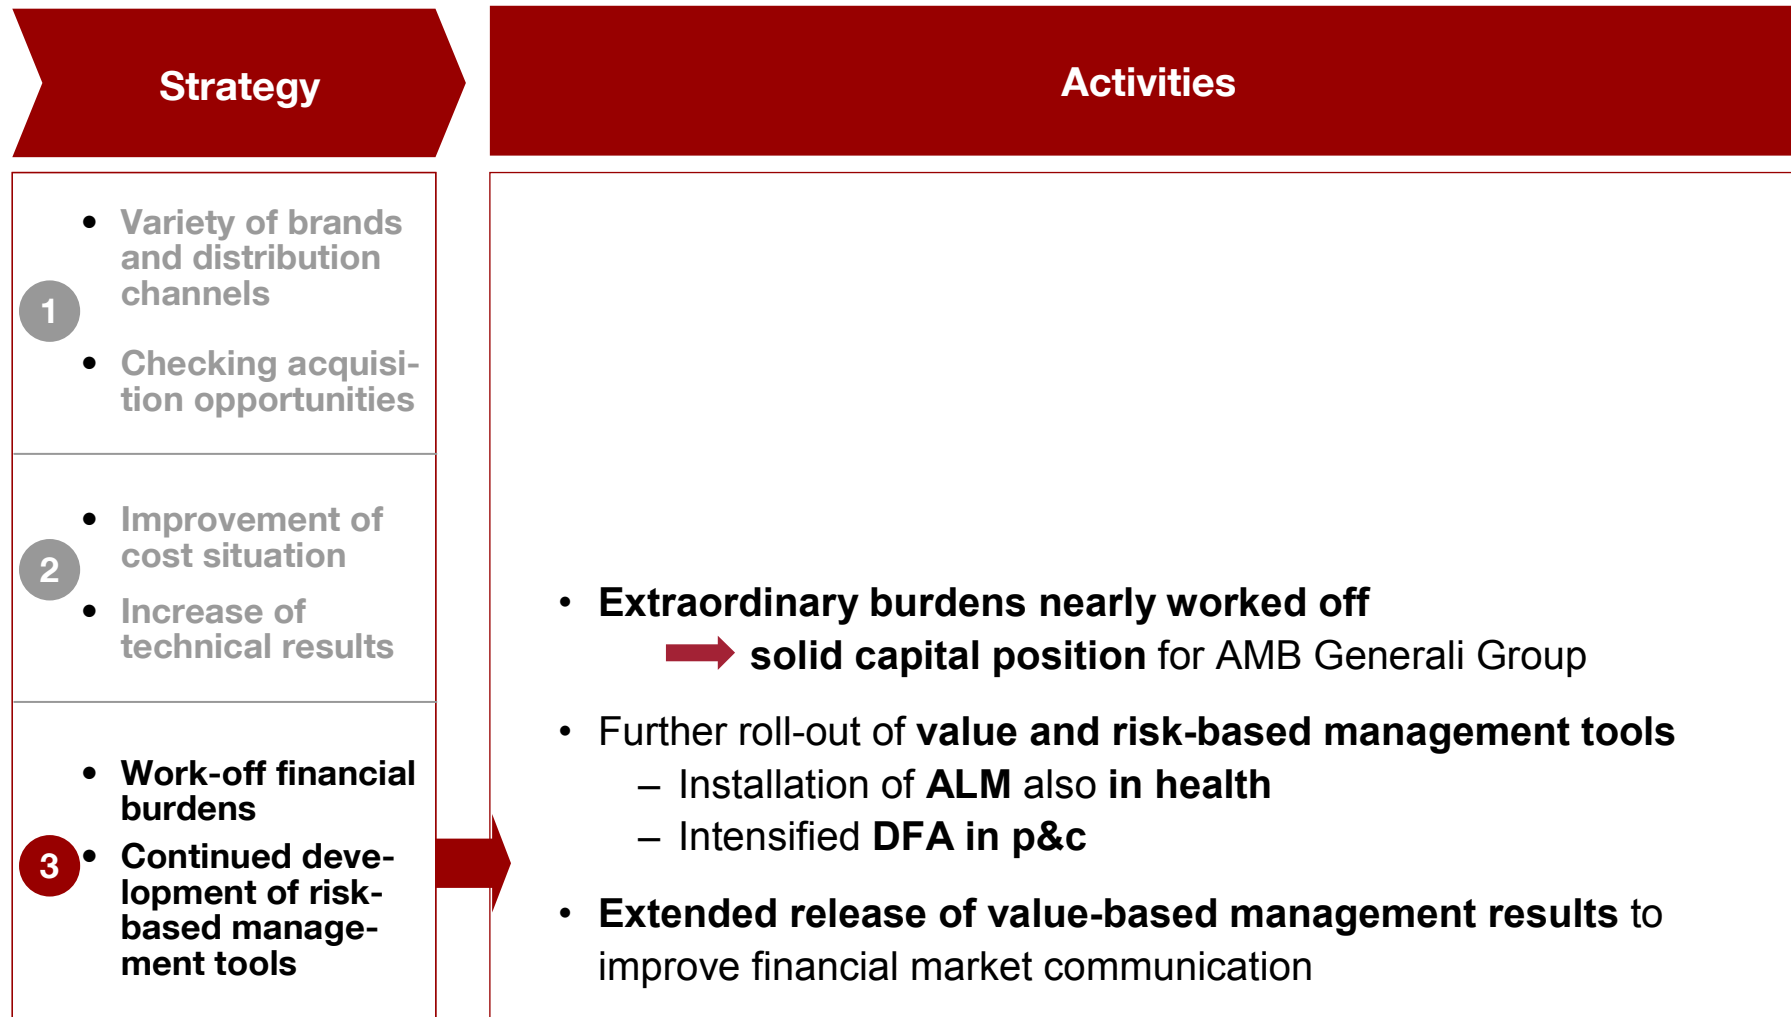 Strategy
Activities
1
• Variety of brands
and distribution
channels
• Checking acquisi-
tion opportunities
2
• Improvement of
cost situation
• Increase of
technical results
3
• Work-off financial
burdens
• Continued deve-
lopment of risk-
based manage-
ment tools
• Extraordinary burdens nearly worked off
solid capital position for AMB Generali Group
• Further roll-out of value and risk-based management tools
– Installation of ALM also in health
– Intensified DFA in p&c
• Extended release of value-based management results to
improve financial market communication